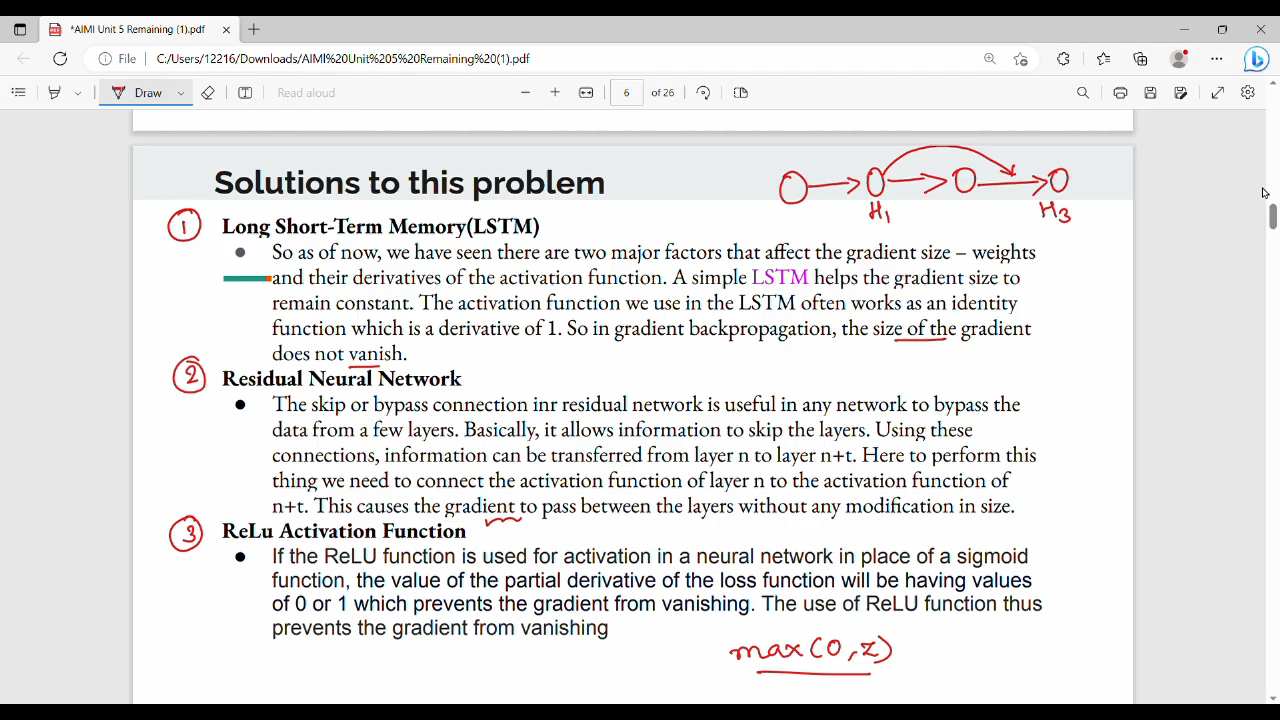 *AIMI Unit 5 Remaining (1).pdf
File
C:/Users/12216/Downloads/AIMI%20Unit%205%20Remaining%20(1).pdf
Draw
Read aloud
6
of 26
Solutions to this problem
H1
H3
1
Long Short-Term Memory(LSTM)
So as of now, we have seen there are two major factors that affect the gradient size – weights
and their derivatives of the activation function. A simple LSTM helps the gradient size to
remain constant. The activation function we use in the LSTM often works as an identity
function which is a derivative of 1. So in gradient backpropagation, the size of the gradient
does not vanish.
2
Residual Neural Network
The skip or bypass connection inr residual network is useful in any network to bypass the
data from a few layers. Basically, it allows information to skip the layers. Using these
connections, information can be transferred from layer n to layer n+t. Here to perform this
thing we need to connect the activation function of layer n to the activation function of
n+t. This causes the gradient to pass between the layers without any modification in size.
3
ReLu Activation Function
If the ReLU function is used for activation in a neural network in place of a sigmoid
function, the value of the partial derivative of the loss function will be having values
of 0 or 1 which prevents the gradient from vanishing. The use of ReLU function thus
prevents the gradient from vanishing
max(0,z)